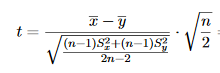 t = \frac{\overline{x} - \overline{y}}{\sqrt{\frac{(n-1)S_x^2 + (n-1)S_y^2}{2n-2}}} \cdot \sqrt{\frac{n}{2}} =